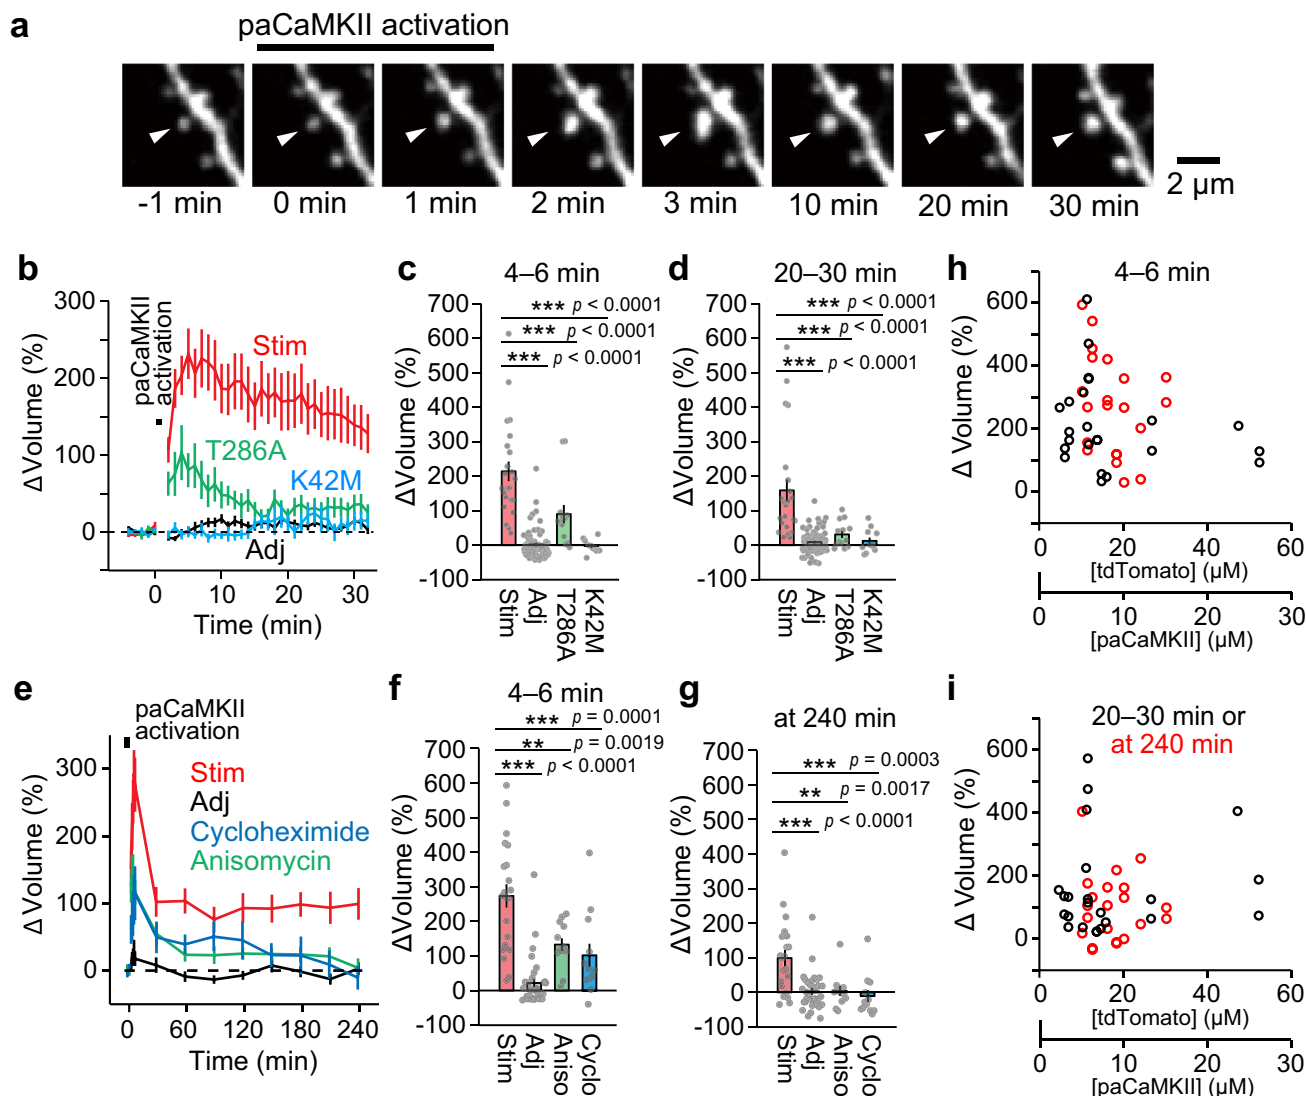 a
paCaMKII activation
-1 min 0 min 1 min 2 min 3 min 10 min 20 min 30 min
2 µm
b
ΔVolume (%)
300
200
100
0
paCaMKII
activation
Stim
T286A
K42M
Adj
0 10 20 30
Time (min)
c
4–6 min
ΔVolume (%)
700
600
500
400
300
200
100
0
-100
*** p < 0.0001
*** p < 0.0001
*** p < 0.0001
Stim
Adj
T286A
K42M
d
20–30 min
ΔVolume (%)
700
600
500
400
300
200
100
0
-100
*** p < 0.0001
*** p < 0.0001
*** p < 0.0001
Stim
Adj
T286A
K42M
h
4–6 min
Δ Volume (%)
600
400
200
0
0 20 40 60
[tdTomato] (µM)
0 10 20 30
[paCaMKII] (µM)
e
paCaMKII
activation
ΔVolume (%)
300
200
100
0
Stim
Adj
Cycloheximide
Anisomycin
0 60 120 180 240
Time (min)
f
4–6 min
ΔVolume (%)
700
600
500
400
300
200
100
0
-100
*** p = 0.0001
** p = 0.0019
*** p < 0.0001
Stim
Adj
Aniso
Cyclo
g
at 240 min
ΔVolume (%)
700
600
500
400
300
200
100
0
-100
*** p = 0.0003
** p = 0.0017
*** p < 0.0001
Stim
Adj
Aniso
Cyclo
i
20–30 min or
at 240 min
Δ Volume (%)
600
400
200
0
0 20 40 60
[tdTomato] (µM)
0 10 20 30
[paCaMKII] (µM)